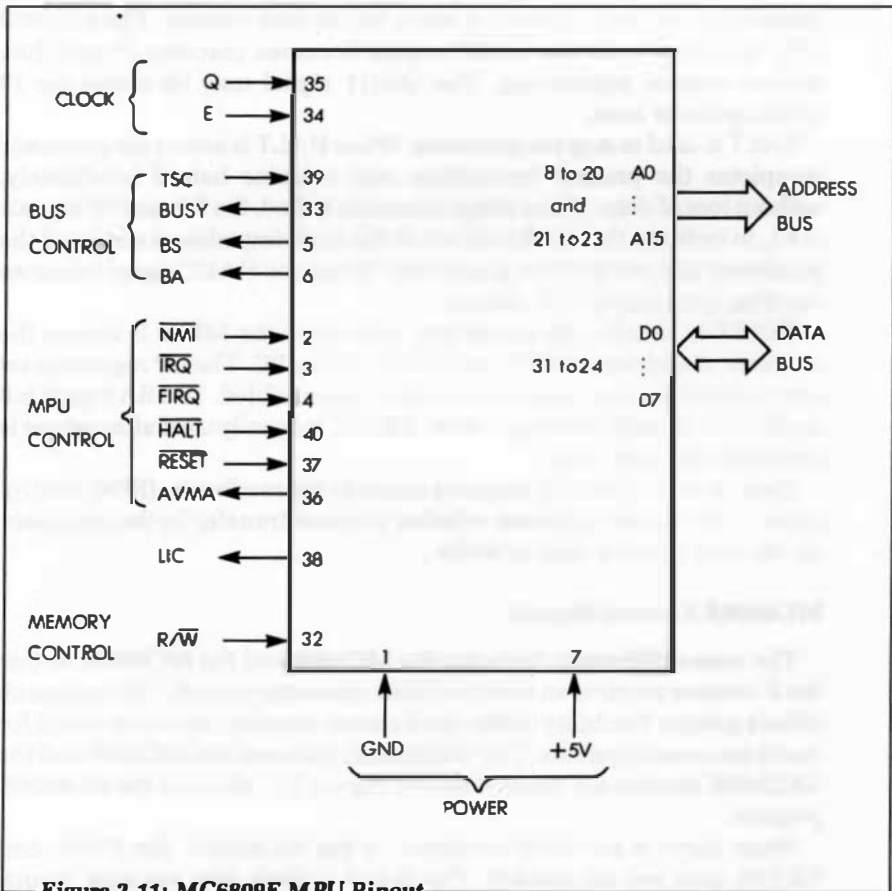 CLOCK
Q 35
E 34
BUS CONTROL
TSC 39
BUSY 33
BS 5
BA 6
MPU CONTROL
NMI 2
IRQ 3
FIRQ 4
HALT 40
RESET 37
AVMA 36
LIC 38
MEMORY CONTROL
R/W 32
8 to 20 A0
and ⋮
21 to 23 A15
ADDRESS BUS
D0
31 to 24 ⋮
D7
DATA BUS
1 7
GND +5V
POWER
Figure 2-11: MC6809E MPU Pinout